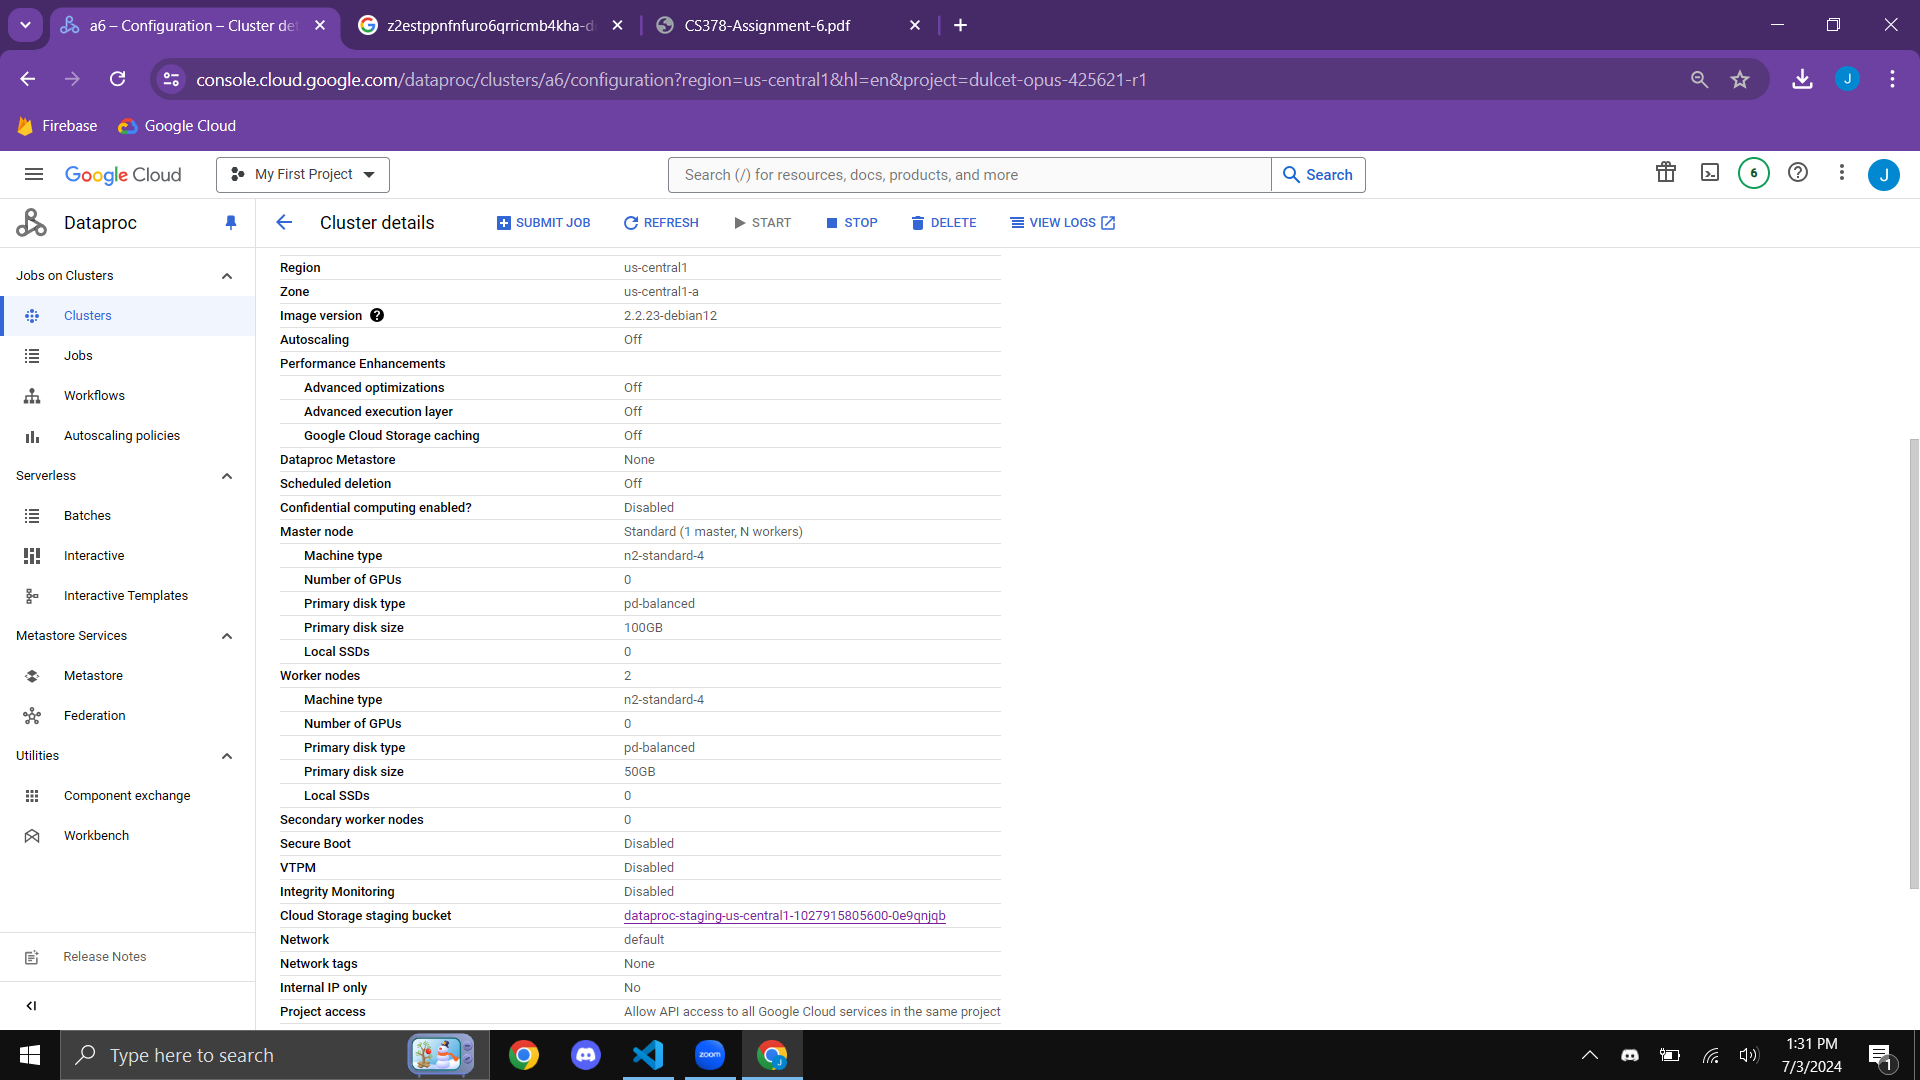 a6 – Configuration – Cluster det
z2estppnfnfuro6qrricmb4kha-d
CS378-Assignment-6.pdf
console.cloud.google.com/dataproc/clusters/a6/configuration?region=us-central1&hl=en&project=dulcet-opus-425621-r1
J
Firebase
Google Cloud
Google Cloud
My First Project
Search (/) for resources, docs, products, and more
Search
6
J
Dataproc
Cluster details
SUBMIT JOB
REFRESH
START
STOP
DELETE
VIEW LOGS
Jobs on Clusters
Clusters
Jobs
Workflows
Autoscaling policies
Serverless
Batches
Interactive
Interactive Templates
Metastore Services
Metastore
Federation
Utilities
Component exchange
Workbench
Release Notes
Region us-central1
Zone us-central1-a
Image version 2.2.23-debian12
Autoscaling Off
Performance Enhancements
Advanced optimizations Off
Advanced execution layer Off
Google Cloud Storage caching Off
Dataproc Metastore None
Scheduled deletion Off
Confidential computing enabled? Disabled
Master node Standard (1 master, N workers)
Machine type n2-standard-4
Number of GPUs 0
Primary disk type pd-balanced
Primary disk size 100GB
Local SSDs 0
Worker nodes 2
Machine type n2-standard-4
Number of GPUs 0
Primary disk type pd-balanced
Primary disk size 50GB
Local SSDs 0
Secondary worker nodes 0
Secure Boot Disabled
VTPM Disabled
Integrity Monitoring Disabled
Cloud Storage staging bucket dataproc-staging-us-central1-1027915805600-0e9qnjqb
Network default
Network tags None
Internal IP only No
Project access Allow API access to all Google Cloud services in the same project
Type here to search
zoom
J
1:31 PM
7/3/2024
1